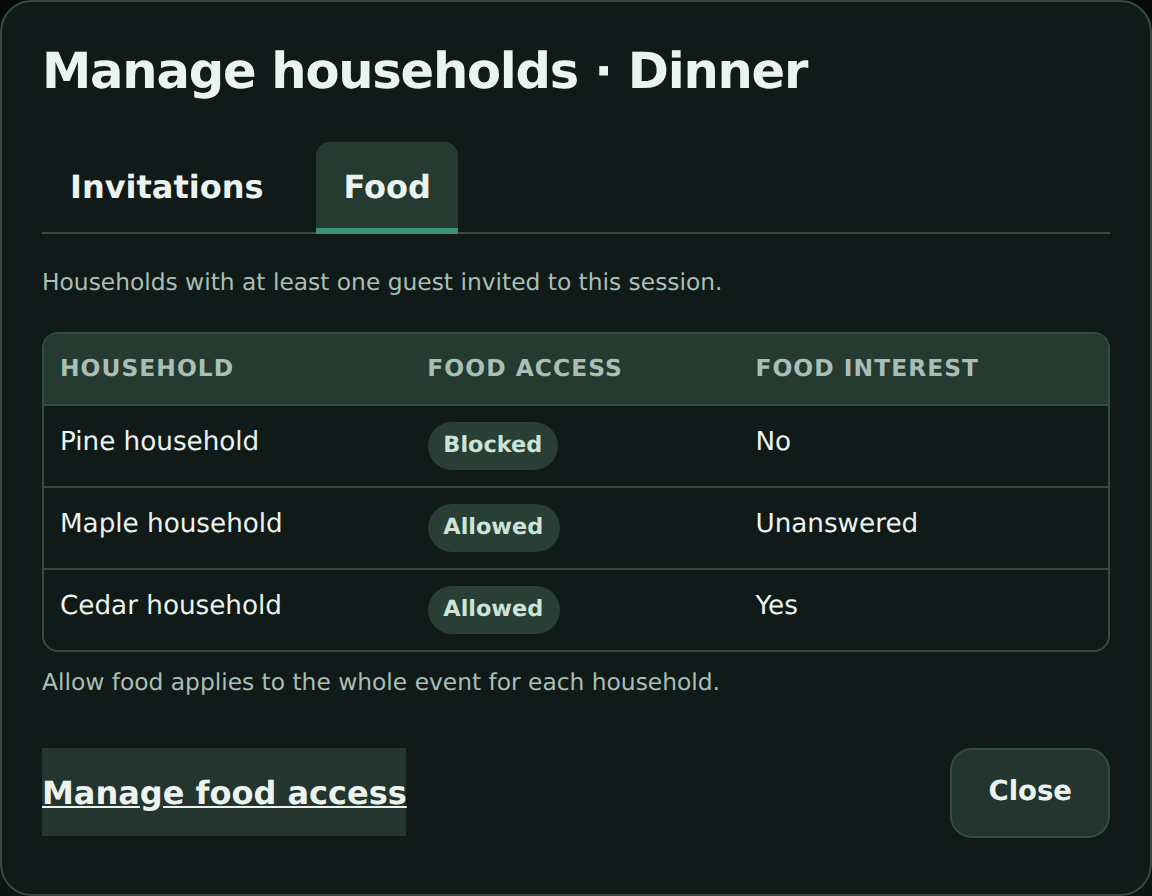 Manage households · Dinner
Invitations Food
Households with at least one guest invited to this session.
HOUSEHOLD FOOD ACCESS FOOD INTEREST
Pine household Blocked No
Maple household Allowed Unanswered
Cedar household Allowed Yes
Allow food applies to the whole event for each household.
Manage food access Close